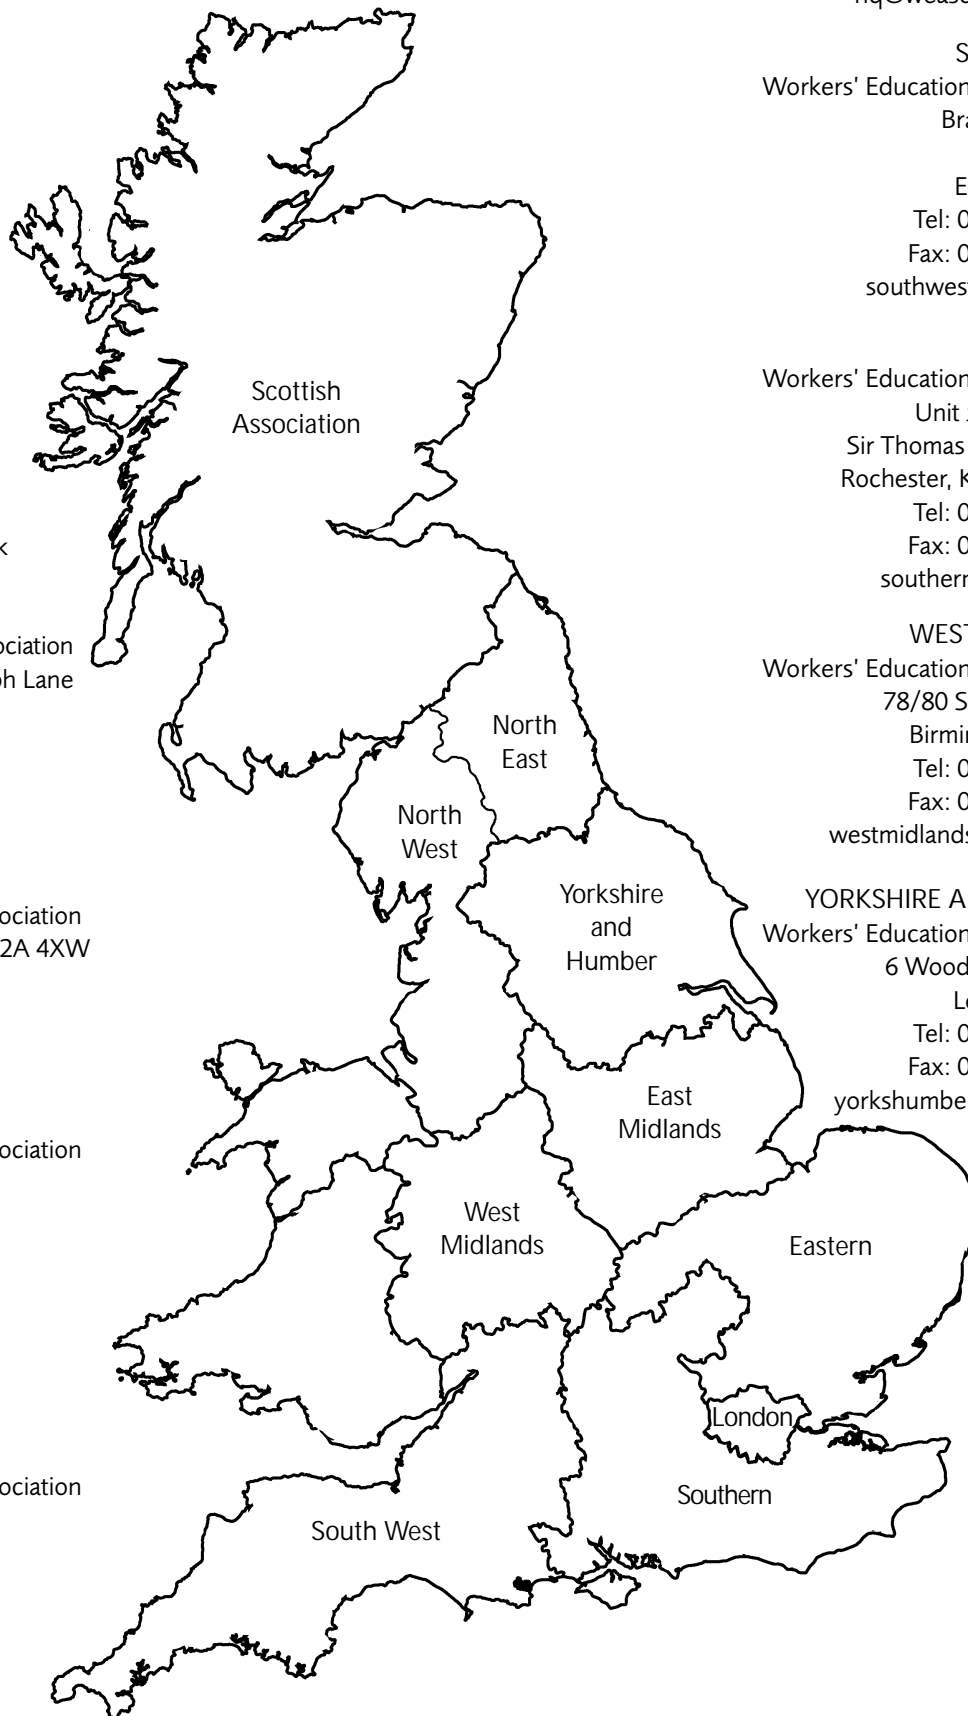 Scottish
Association
North
East
North
West
Yorkshire
and
Humber
East
Midlands
West
Midlands
Eastern
London
Southern
South West
k
ociation
h Lane
ociation
2A 4XW
ociation
ociation
S
Workers' Education
Bra
E
Tel: 0
Fax: 0
southwest
Workers' Education
Unit
Sir Thomas
Rochester, K
Tel: 0
Fax: 0
southern
WEST
Workers' Education
78/80 S
Birmin
Tel: 0
Fax: 0
westmidlands
YORKSHIRE A
Workers' Education
6 Wood
Le
Tel: 0
Fax: 0
yorkshumbe